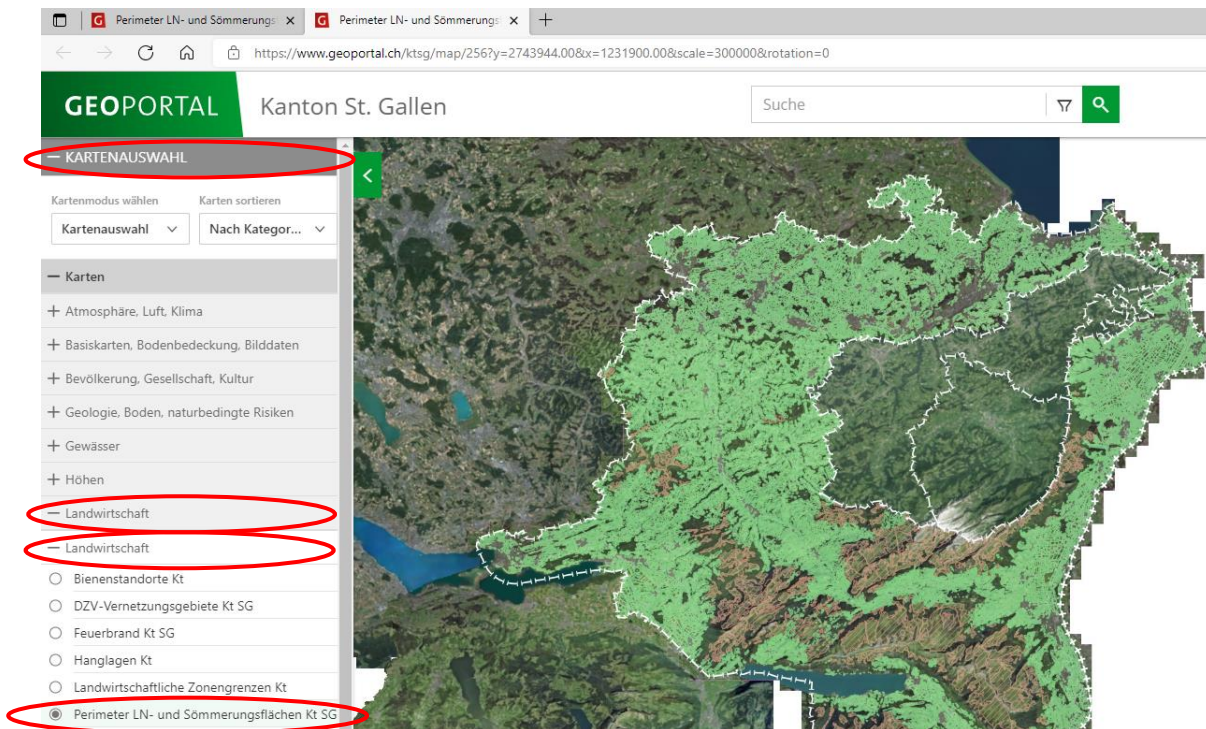 Perimeter LN- und Sömmerungs
Perimeter LN- und Sömmerungs
https://www.geoportal.ch/ktsg/map/256?y=2743944.00&x=1231900.00&scale=300000&rotation=0
GEOPORTAL
Kanton St. Gallen
Suche
KARTENAUSWAHL
Kartenmodus wählen Karten sortieren
Kartenauswahl Nach Kategor...
Karten
Atmosphäre, Luft, Klima
Basiskarten, Bodenbedeckung, Bilddaten
Bevölkerung, Gesellschaft, Kultur
Geologie, Boden, naturbedingte Risiken
Gewässer
Höhen
Landwirtschaft
Landwirtschaft
Bienenstandorte Kt
DZV-Vernetzungsgebiete Kt SG
Feuerbrand Kt SG
Hanglagen Kt
Landwirtschaftliche Zonengrenzen Kt
Perimeter LN- und Sömmerungsflächen Kt SG